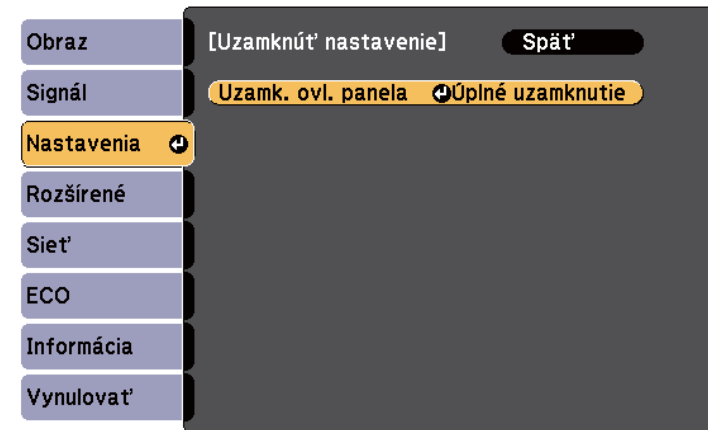 Obraz
Signál
Nastavenia
Rozšírené
Sieť
ECO
Informácia
Vynulovať
[Uzamknúť nastavenie] Späť
Uzamk. ovl. panela Úplné uzamknutie